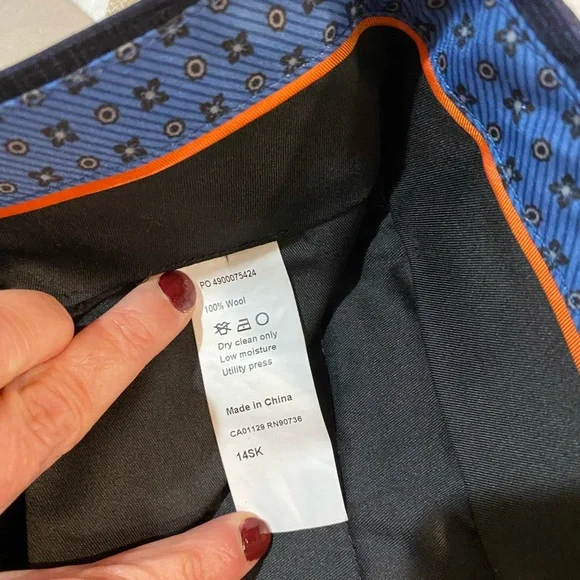 PO 4900075424
100% Wool
Dry clean only
Low moisture
Utility press
Made in China
CA01129 RN90736
14SK